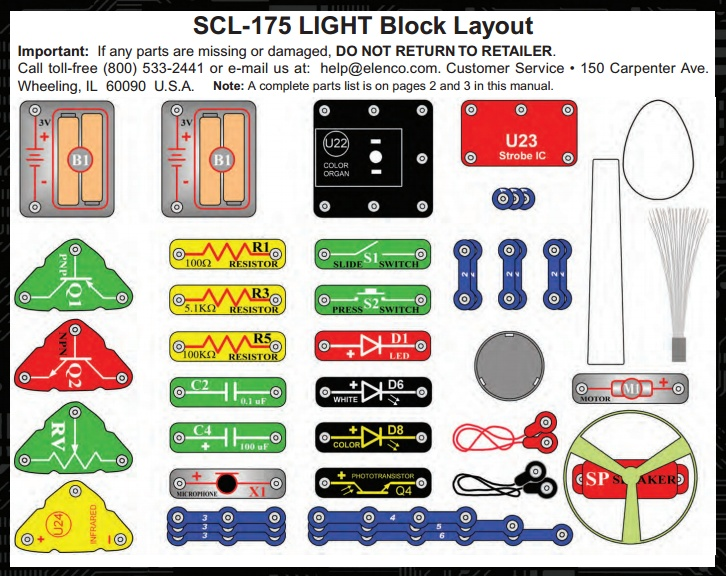 SCL-175 LIGHT Block Layout
Important: If any parts are missing or damaged, DO NOT RETURN TO RETAILER.
Call toll-free (800) 533-2441 or e-mail us at: help@elenco.com. Customer Service • 150 Carpenter Ave.
Wheeling, IL 60090 U.S.A. Note: A complete parts list is on pages 2 and 3 in this manual.
3V
+
B1
-
3V
+
B1
-
U22
COLOR
ORGAN
U23
Strobe IC
PNP
Q1
R1
100Ω RESISTOR
S1
SLIDE SWITCH
2
2
2
R3
5.1KΩ RESISTOR
S2
PRESS SWITCH
NPN
Q2
R5
100KΩ RESISTOR
D1
+ LED
C2
0.1 uF
+ D6
WHITE
+ M1
MOTOR
RV
C4
+ 100 uF
+ D8
COLOR
+ X1
MICROPHONE
+ PHOTOTRANSISTOR
Q4
SP SPEAKER
U24
INFRARED
+ -
3
3
3
4
5
6